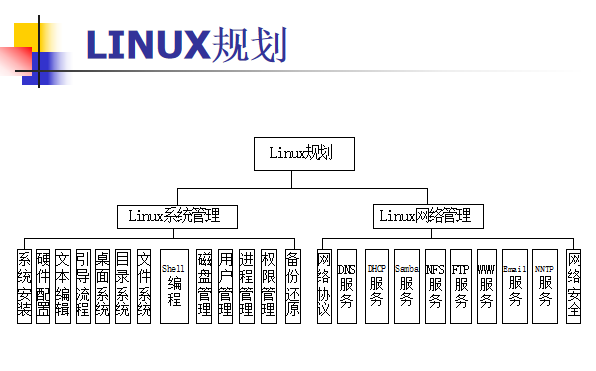 LINUX规划
Linux规划
Linux系统管理
Linux网络管理
系统安装
硬件配置
文本编辑
引导流程
桌面系统
目录系统
文件系统
Shell编程
磁盘管理
用户管理
进程管理
权限管理
备份还原
网络协议
DNS服务
DHCP服务
Samba服务
NFS服务
FTP服务
WWW服务
Email服务
NNTP服务
网络安全